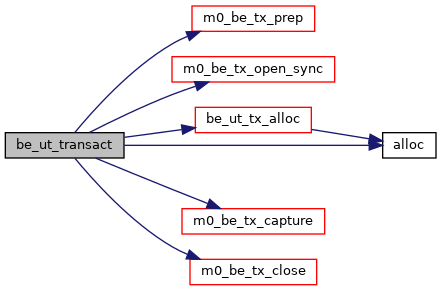 m0_be_tx_prep
m0_be_tx_open_sync
be_ut_tx_alloc
be_ut_transact
alloc
m0_be_tx_capture
m0_be_tx_close